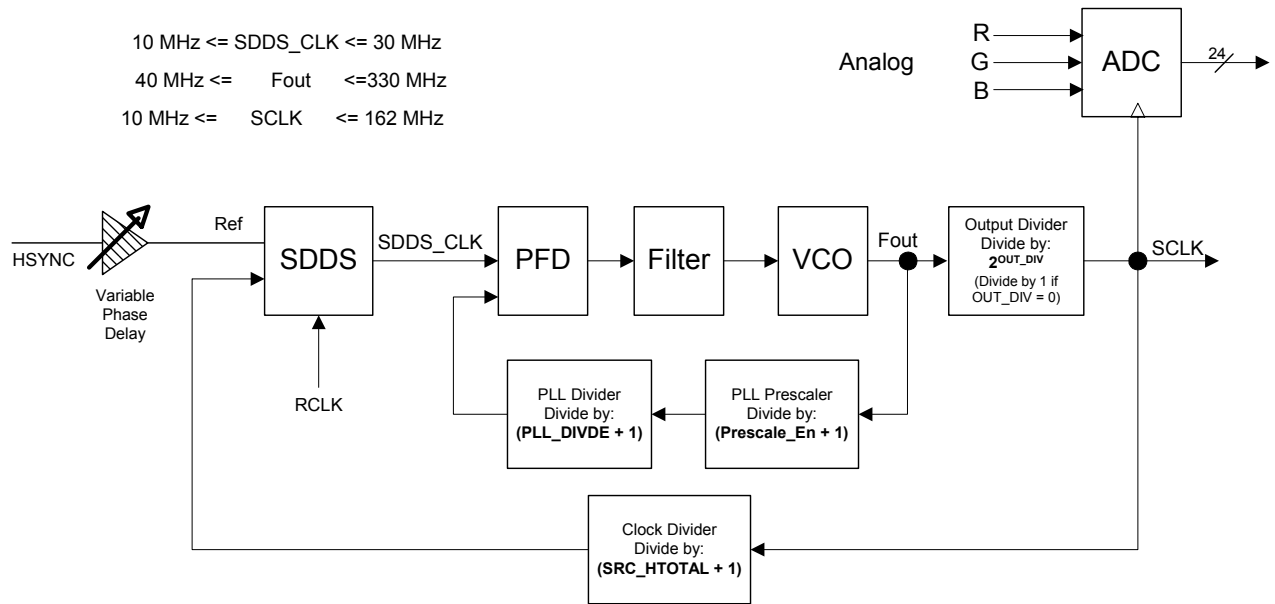 10 MHz <= SDDS_CLK <= 30 MHz
40 MHz <= Fout <=330 MHz
10 MHz <= SCLK <= 162 MHz
Analog
R
G
B
ADC
24
HSYNC
Variable
Phase
Delay
Ref
SDDS
RCLK
SDDS_CLK
PFD
Filter
VCO
Fout
Output Divider
Divide by:
2^OUT_DIV
(Divide by 1 if
OUT_DIV = 0)
SCLK
PLL Divider
Divide by:
(PLL_DIVDE + 1)
PLL Prescaler
Divide by:
(Prescale_En + 1)
Clock Divider
Divide by:
(SRC_HTOTAL + 1)